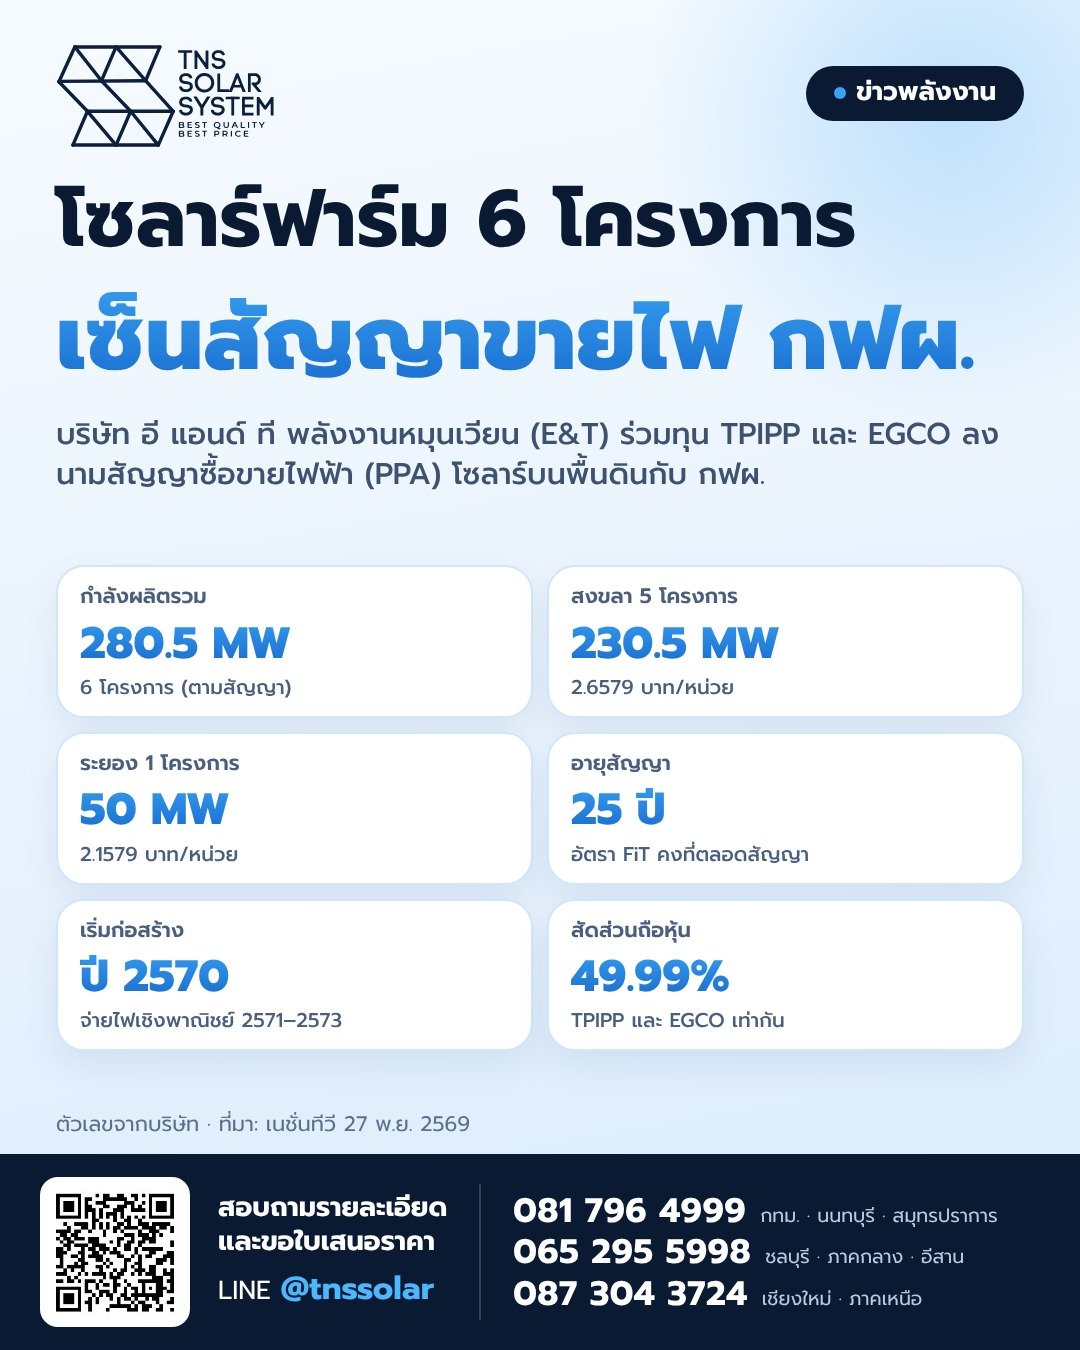 TNS
SOLAR
SYSTEM
BEST QUALITY
BEST PRICE
ข่าวพลังงาน
โซลาร์ฟาร์ม 6 โครงการ
เซ็นสัญญาขายไฟ กฟผ.
บริษัท อี แอนด์ ที พลังงานหมุนเวียน (E&T) ร่วมทุน TPIPP และ EGCO ลง
นามสัญญาซื้อขายไฟฟ้า (PPA) โซลาร์บนพื้นดินกับ กฟผ.
กำลังผลิตรวม
280.5 MW
6 โครงการ (ตามสัญญา)
สงขลา 5 โครงการ
230.5 MW
2.6579 บาท/หน่วย
ระยอง 1 โครงการ
50 MW
2.1579 บาท/หน่วย
อายุสัญญา
25 ปี
อัตรา FiT คงที่ตลอดสัญญา
เริ่มก่อสร้าง
ปี 2570
จ่ายไฟเชิงพาณิชย์ 2571–2573
สัดส่วนถือหุ้น
49.99%
TPIPP และ EGCO เท่ากัน
ตัวเลขจากบริษัท · ที่มา: เนชั่นทีวี 27 พ.ย. 2569
สอบถามรายละเอียด
และขอใบเสนอราคา
LINE @tnssolar
081 796 4999 กทม. · นนทบุรี · สมุทรปราการ
065 295 5998 ชลบุรี · ภาคกลาง · อีสาน
087 304 3724 เชียงใหม่ · ภาคเหนือ